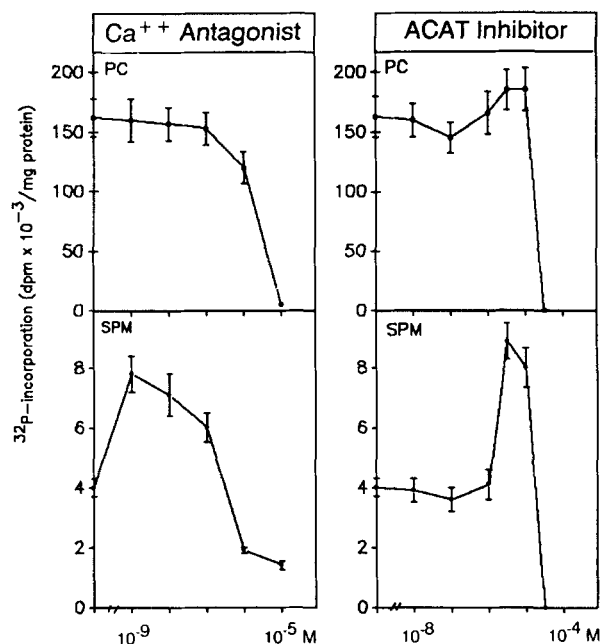 Ca++ Antagonist
ACAT Inhibitor
PC
200
150
100
50
0
PC
200
150
100
50
0
SPM
8
6
4
2
0
SPM
8
6
4
2
0
32P-incorporation (dpm x 10-3/mg protein)
10-9 10-5 M
10-8 10-4 M